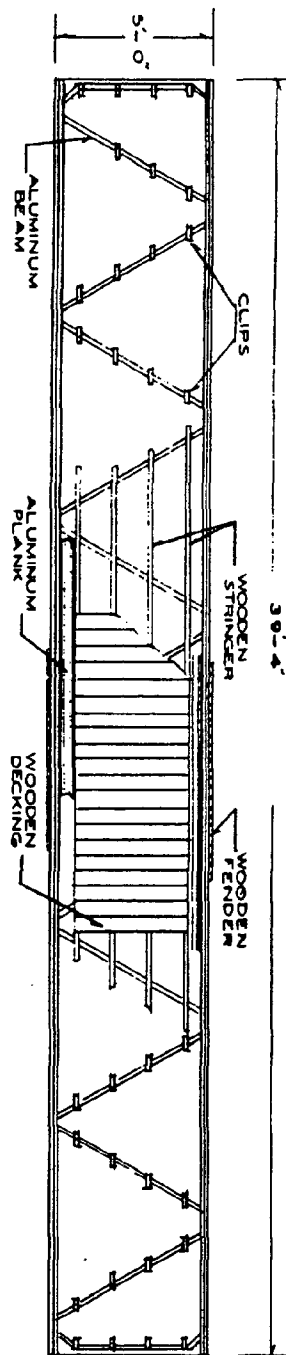 39'-4"
CLIPS
WOODEN
STRINGER
WOODEN
FENDER
5'-0"
ALUMINUM
BEAM
ALUMINUM
PLANK
WOODEN
DECKING